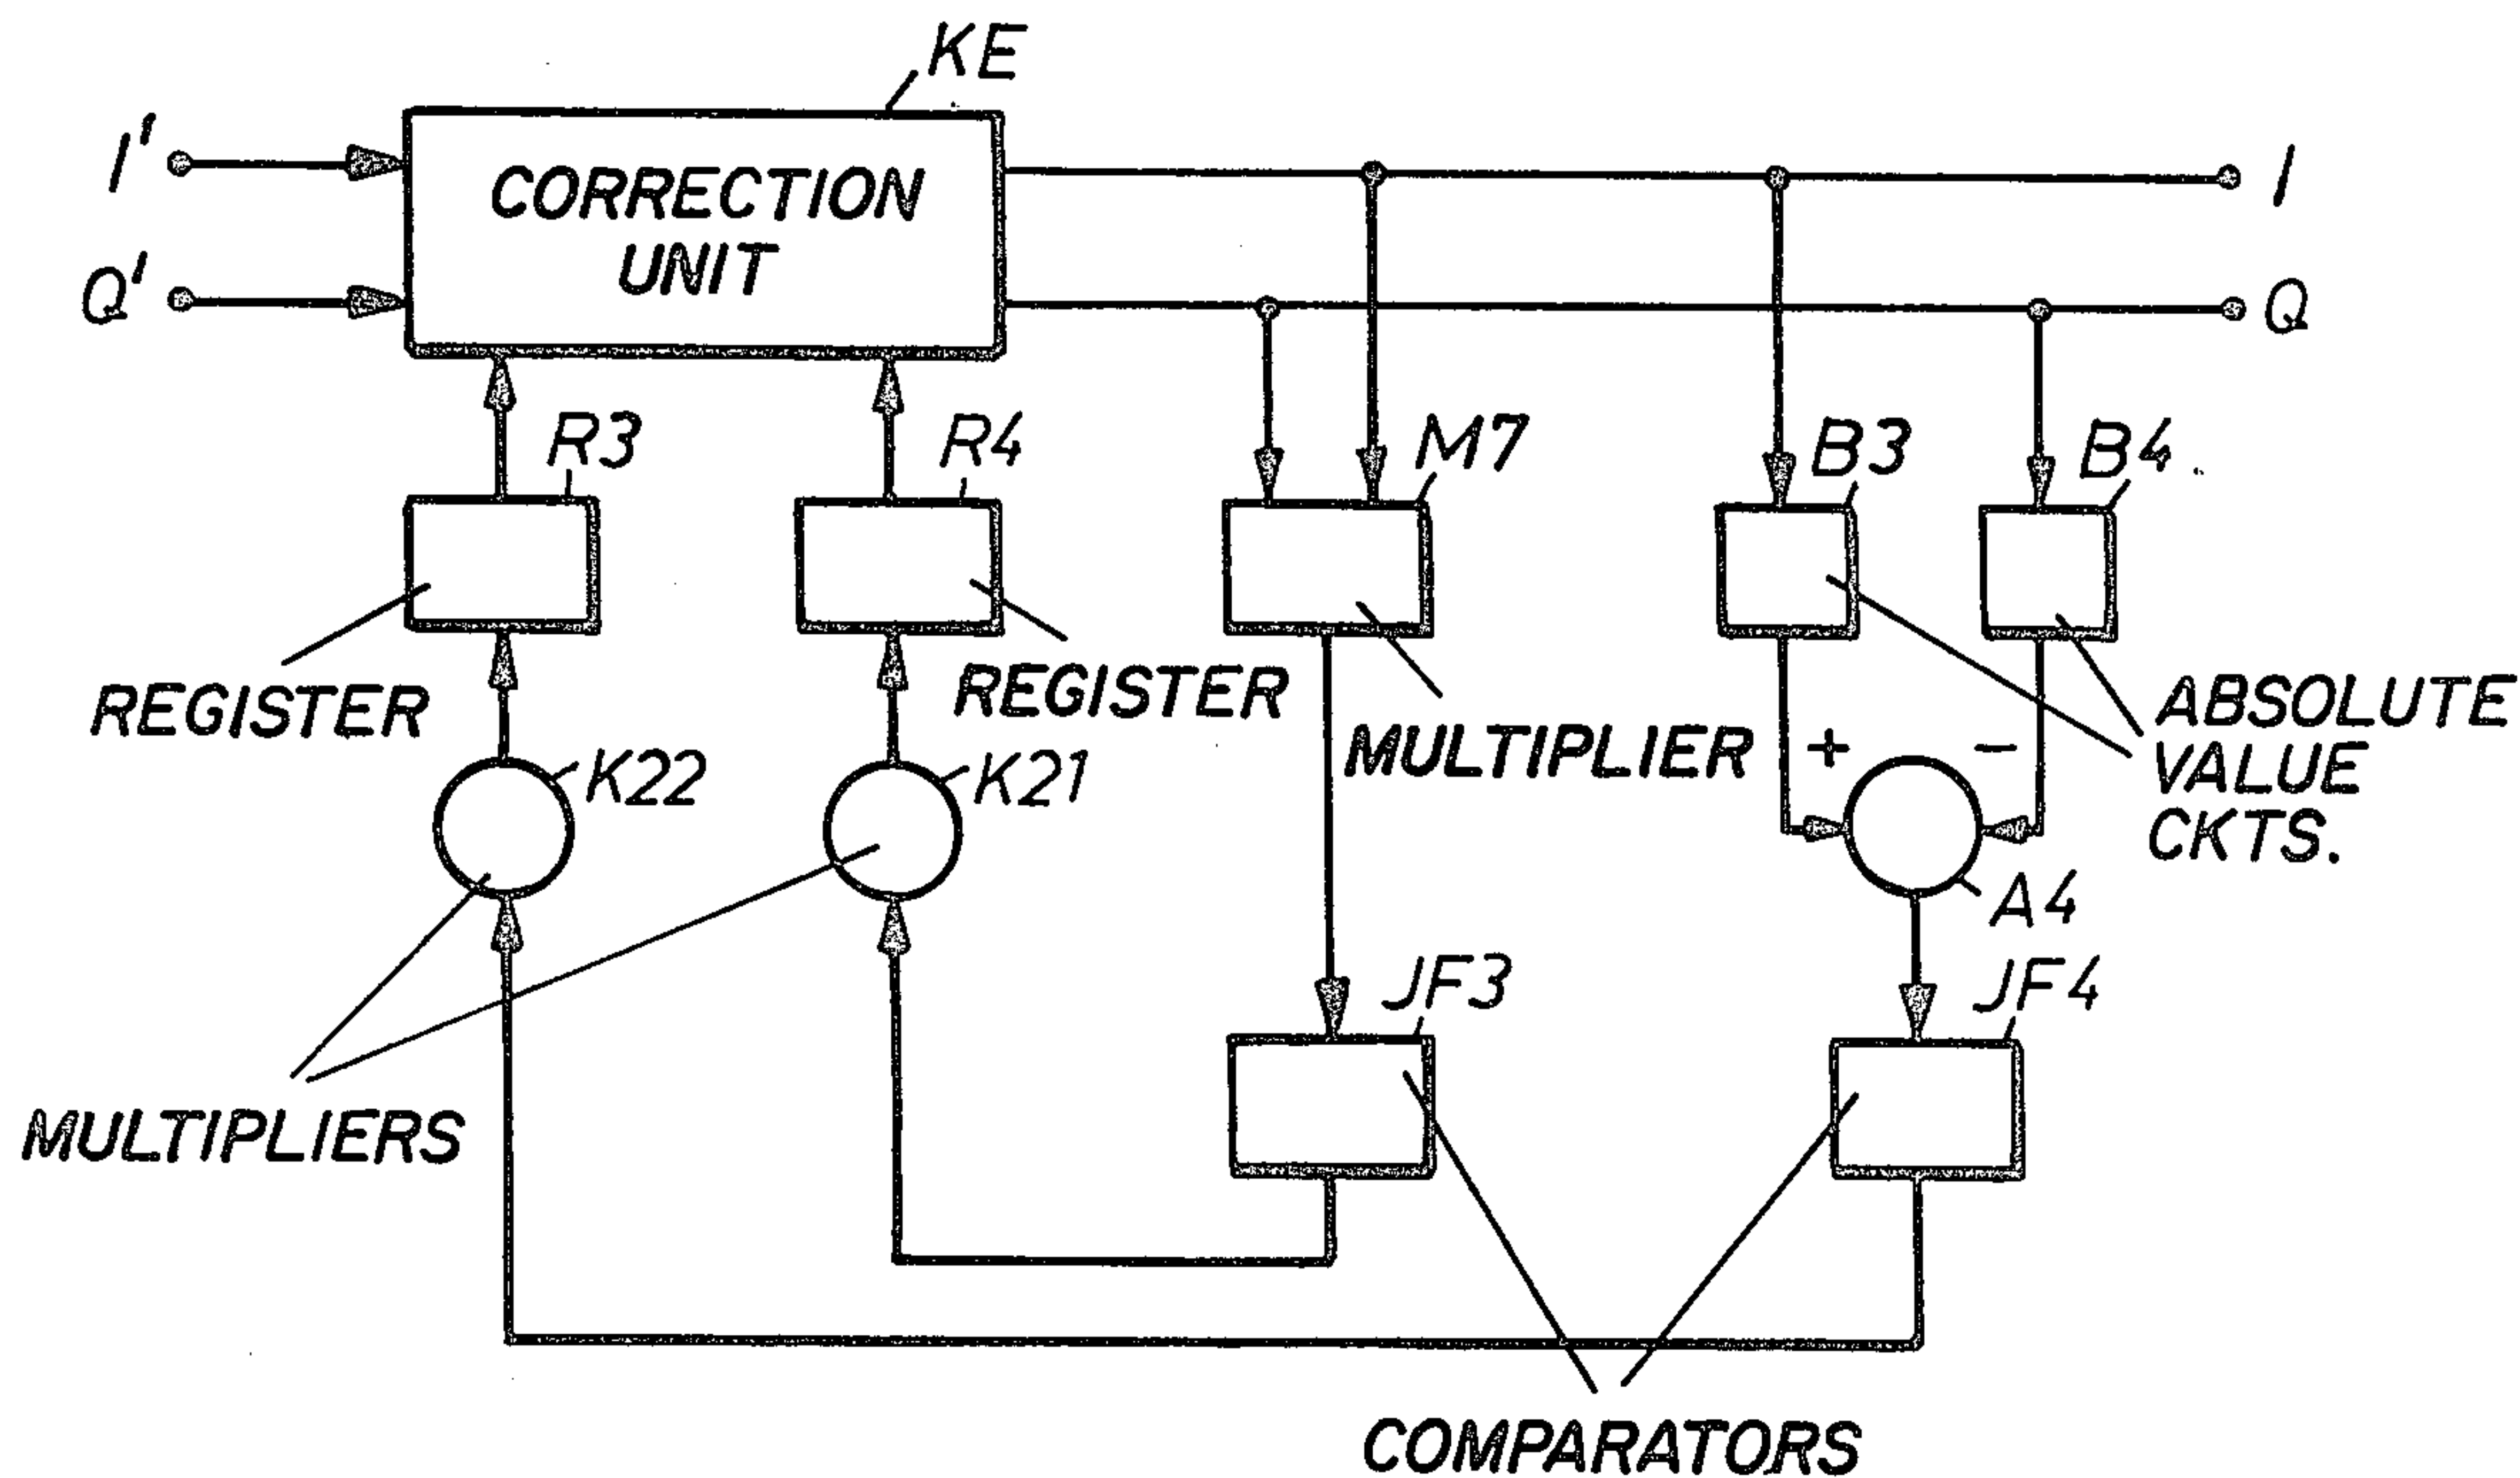 KE
I'
CORRECTION
UNIT
I
Q'
Q
R3
R4
M7
B3
B4
REGISTER
REGISTER
MULTIPLIER
ABSOLUTE
VALUE
CKTS.
+
−
K22
K21
A4
JF3
JF4
MULTIPLIERS
COMPARATORS